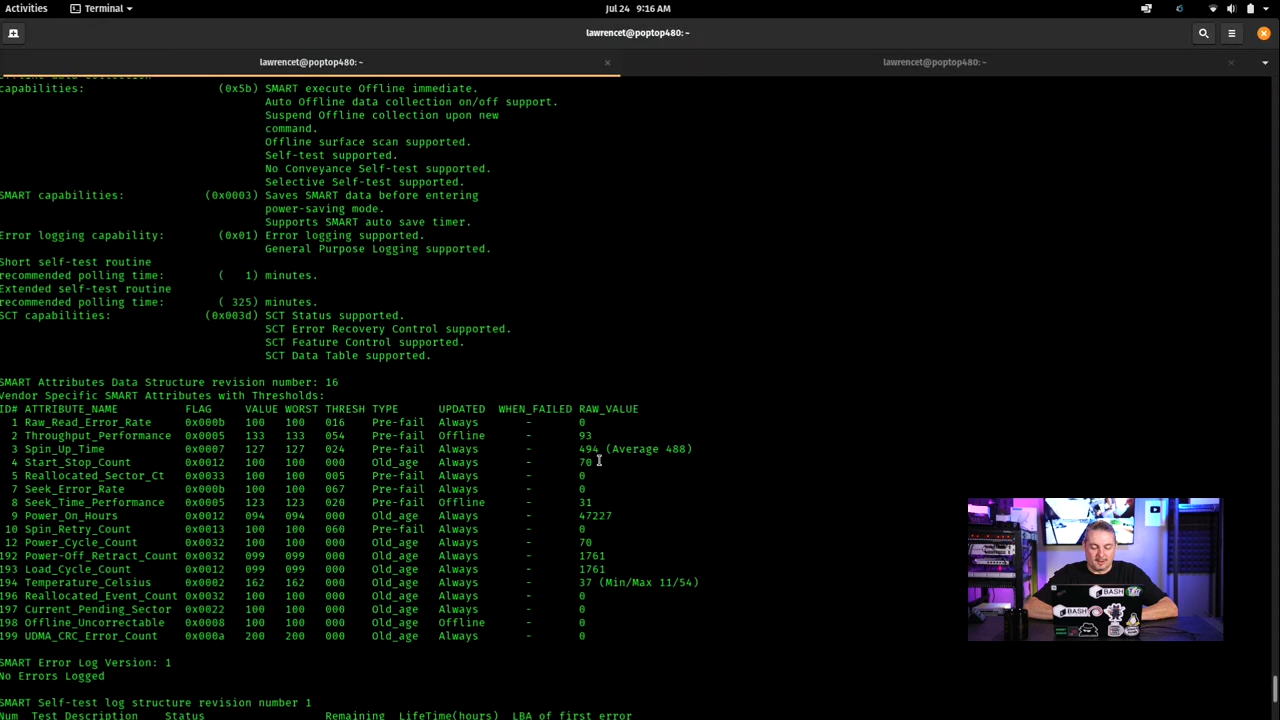 Activities
Terminal
Jul 24 9:16 AM
lawrencet@poptop480: ~
lawrencet@poptop480: ~
lawrencet@poptop480: ~
capabilities: (0x5b) SMART execute Offline immediate.
Auto Offline data collection on/off support.
Suspend Offline collection upon new
command.
Offline surface scan supported.
Self-test supported.
No Conveyance Self-test supported.
Selective Self-test supported.
SMART capabilities: (0x0003) Saves SMART data before entering
power-saving mode.
Supports SMART auto save timer.
Error logging capability: (0x01) Error logging supported.
General Purpose Logging supported.
Short self-test routine
recommended polling time: ( 1) minutes.
Extended self-test routine
recommended polling time: ( 325) minutes.
SCT capabilities: (0x003d) SCT Status supported.
SCT Error Recovery Control supported.
SCT Feature Control supported.
SCT Data Table supported.
SMART Attributes Data Structure revision number: 16
Vendor Specific SMART Attributes with Thresholds:
ID# ATTRIBUTE_NAME FLAG VALUE WORST THRESH TYPE UPDATED WHEN_FAILED RAW_VALUE
1 Raw_Read_Error_Rate 0x000b 100 100 016 Pre-fail Always - 0
2 Throughput_Performance 0x0005 133 133 054 Pre-fail Offline - 93
3 Spin_Up_Time 0x0007 127 127 024 Pre-fail Always - 494 (Average 488)
4 Start_Stop_Count 0x0012 100 100 000 Old_age Always - 70
5 Reallocated_Sector_Ct 0x0033 100 100 005 Pre-fail Always - 0
7 Seek_Error_Rate 0x000b 100 100 067 Pre-fail Always - 0
8 Seek_Time_Performance 0x0005 123 123 020 Pre-fail Offline - 31
9 Power_On_Hours 0x0012 094 094 000 Old_age Always - 47227
10 Spin_Retry_Count 0x0013 100 100 060 Pre-fail Always - 0
12 Power_Cycle_Count 0x0032 100 100 000 Old_age Always - 70
192 Power-Off_Retract_Count 0x0032 099 099 000 Old_age Always - 1761
193 Load_Cycle_Count 0x0012 099 099 000 Old_age Always - 1761
194 Temperature_Celsius 0x0002 162 162 000 Old_age Always - 37 (Min/Max 11/54)
196 Reallocated_Event_Count 0x0032 100 100 000 Old_age Always - 0
197 Current_Pending_Sector 0x0022 100 100 000 Old_age Always - 0
198 Offline_Uncorrectable 0x0008 100 100 000 Old_age Offline - 0
199 UDMA_CRC_Error_Count 0x000a 200 200 000 Old_age Always - 0
SMART Error Log Version: 1
No Errors Logged
SMART Self-test log structure revision number 1
Num Test_Description Status Remaining LifeTime(hours) LBA_of_first_error
BASH
BASH